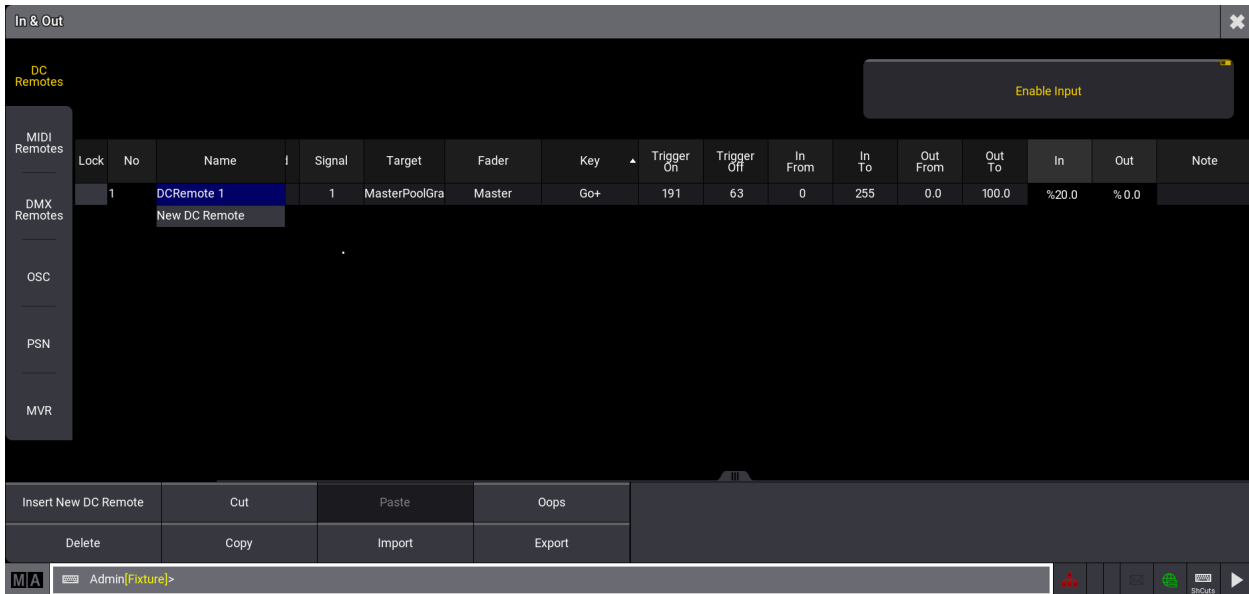 In & Out
DC
Remotes
Enable Input
MIDI
Remotes
Lock No Name d Signal Target Fader Key Trigger On Trigger Off In From In To Out From Out To In Out Note
1 DCRemote 1 1 MasterPoolGra Master Go+ 191 63 0 255 0.0 100.0 %20.0 % 0.0
New DC Remote
DMX
Remotes
OSC
PSN
MVR
Insert New DC Remote Cut Paste Oops
Delete Copy Import Export
MA Admin[Fixture]>
ShCuts